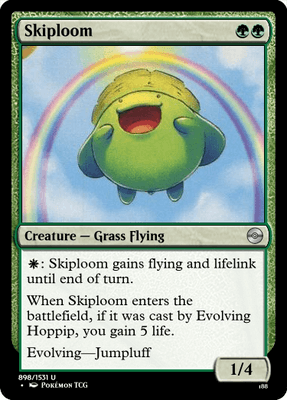 Skiploom
Creature — Grass Flying
: Skiploom gains flying and lifelink
until end of turn.
When Skiploom enters the
battlefield, if it was cast by Evolving
Hoppip, you gain 5 life.
Evolving—Jumpluff
1/4
898/1531 U
• Pokémon TCG
r88